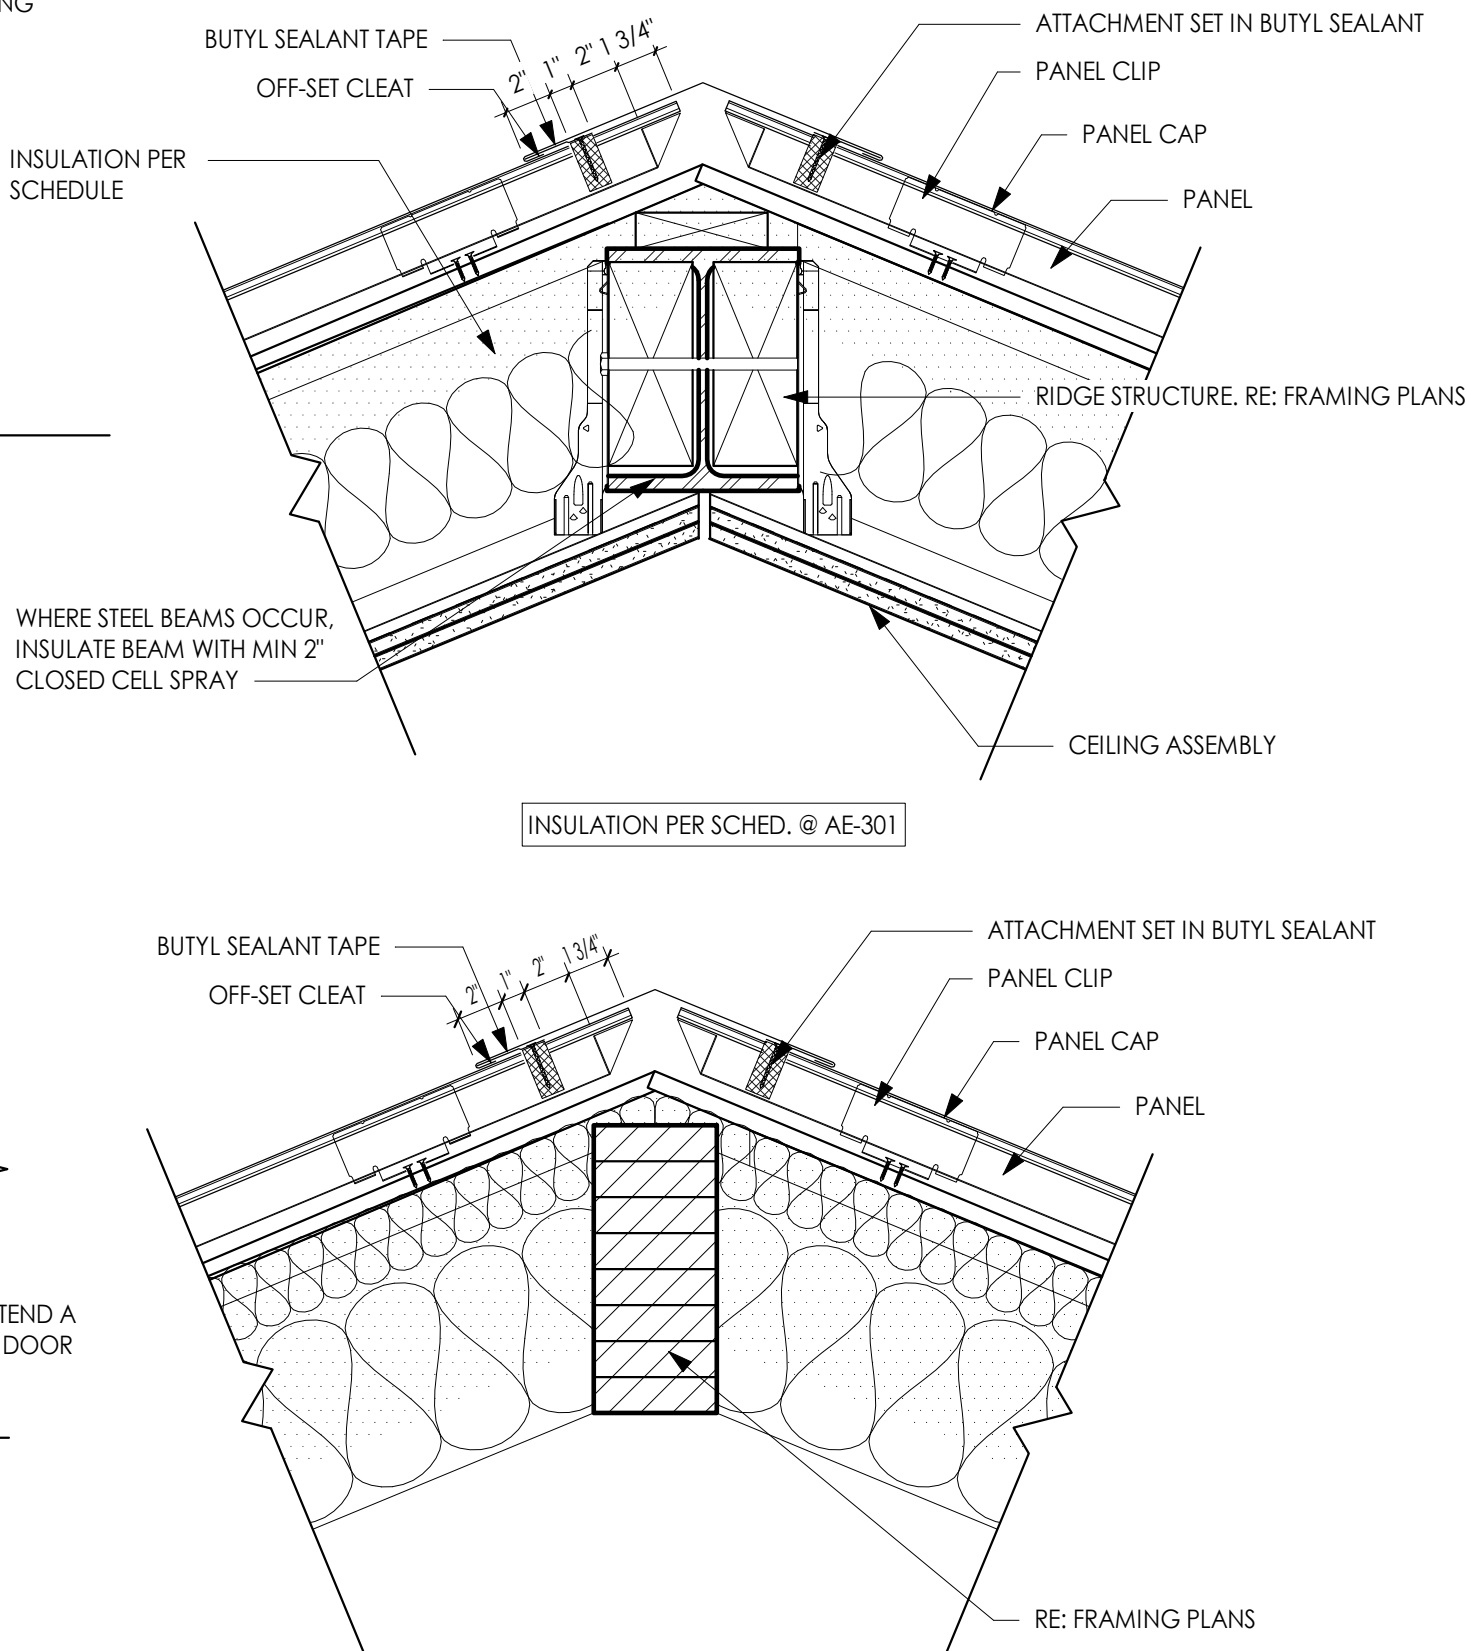 NG
BUTYL SEALANT TAPE
OFF-SET CLEAT
2" 1" 2" 1 3/4"
ATTACHMENT SET IN BUTYL SEALANT
PANEL CLIP
PANEL CAP
PANEL
INSULATION PER
SCHEDULE
RIDGE STRUCTURE. RE: FRAMING PLANS
WHERE STEEL BEAMS OCCUR,
INSULATE BEAM WITH MIN 2"
CLOSED CELL SPRAY
CEILING ASSEMBLY
INSULATION PER SCHED. @ AE-301
BUTYL SEALANT TAPE
OFF-SET CLEAT
2" 1" 2" 1 3/4"
ATTACHMENT SET IN BUTYL SEALANT
PANEL CLIP
PANEL CAP
PANEL
TEND A
DOOR
RE: FRAMING PLANS